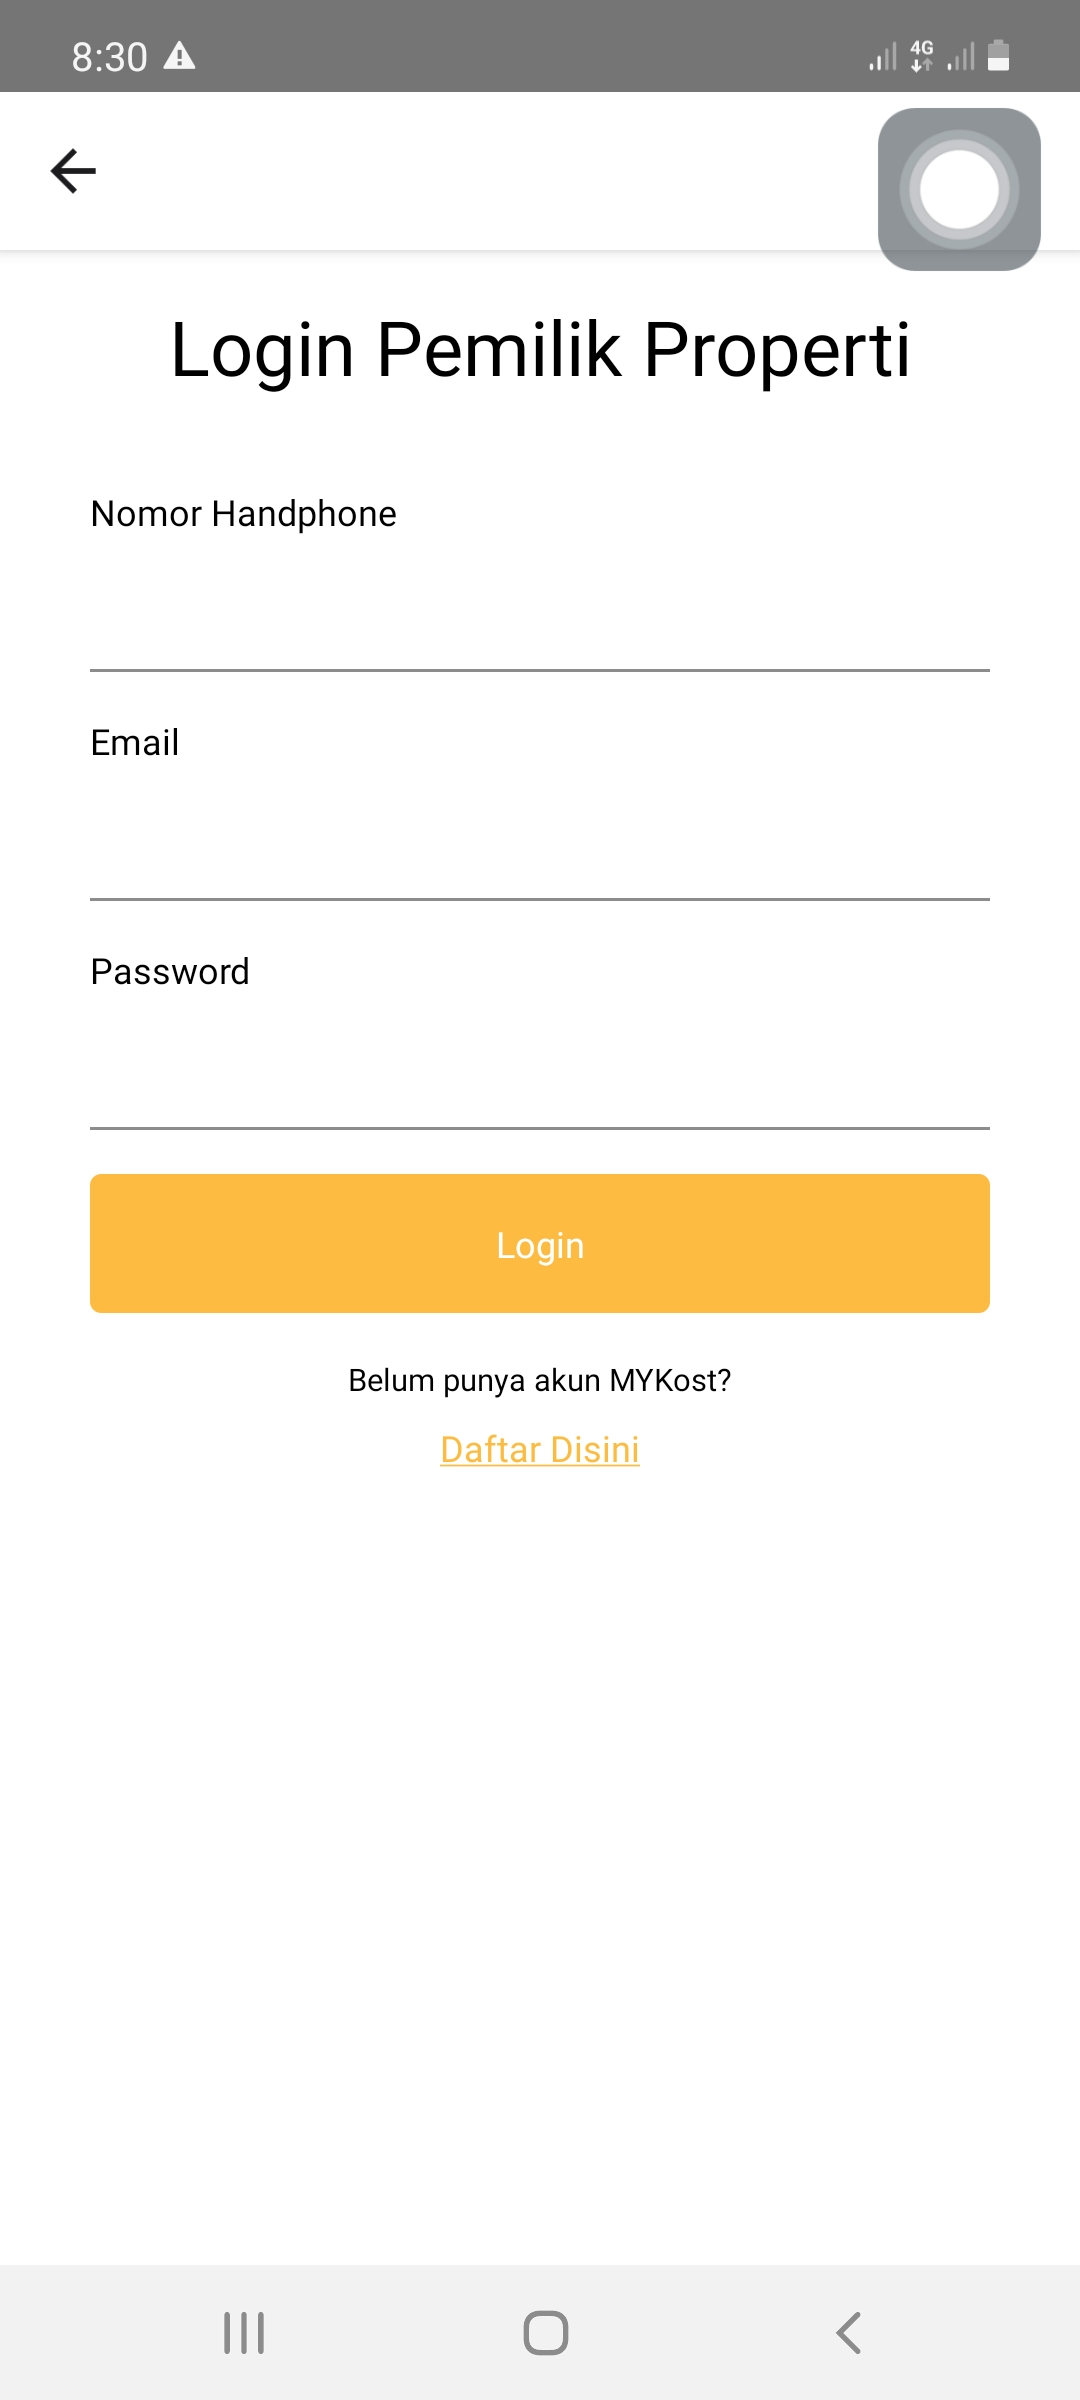 8:30
4G
Login Pemilik Properti
Nomor Handphone
Email
Password
Login
Belum punya akun MYKost?
Daftar Disini